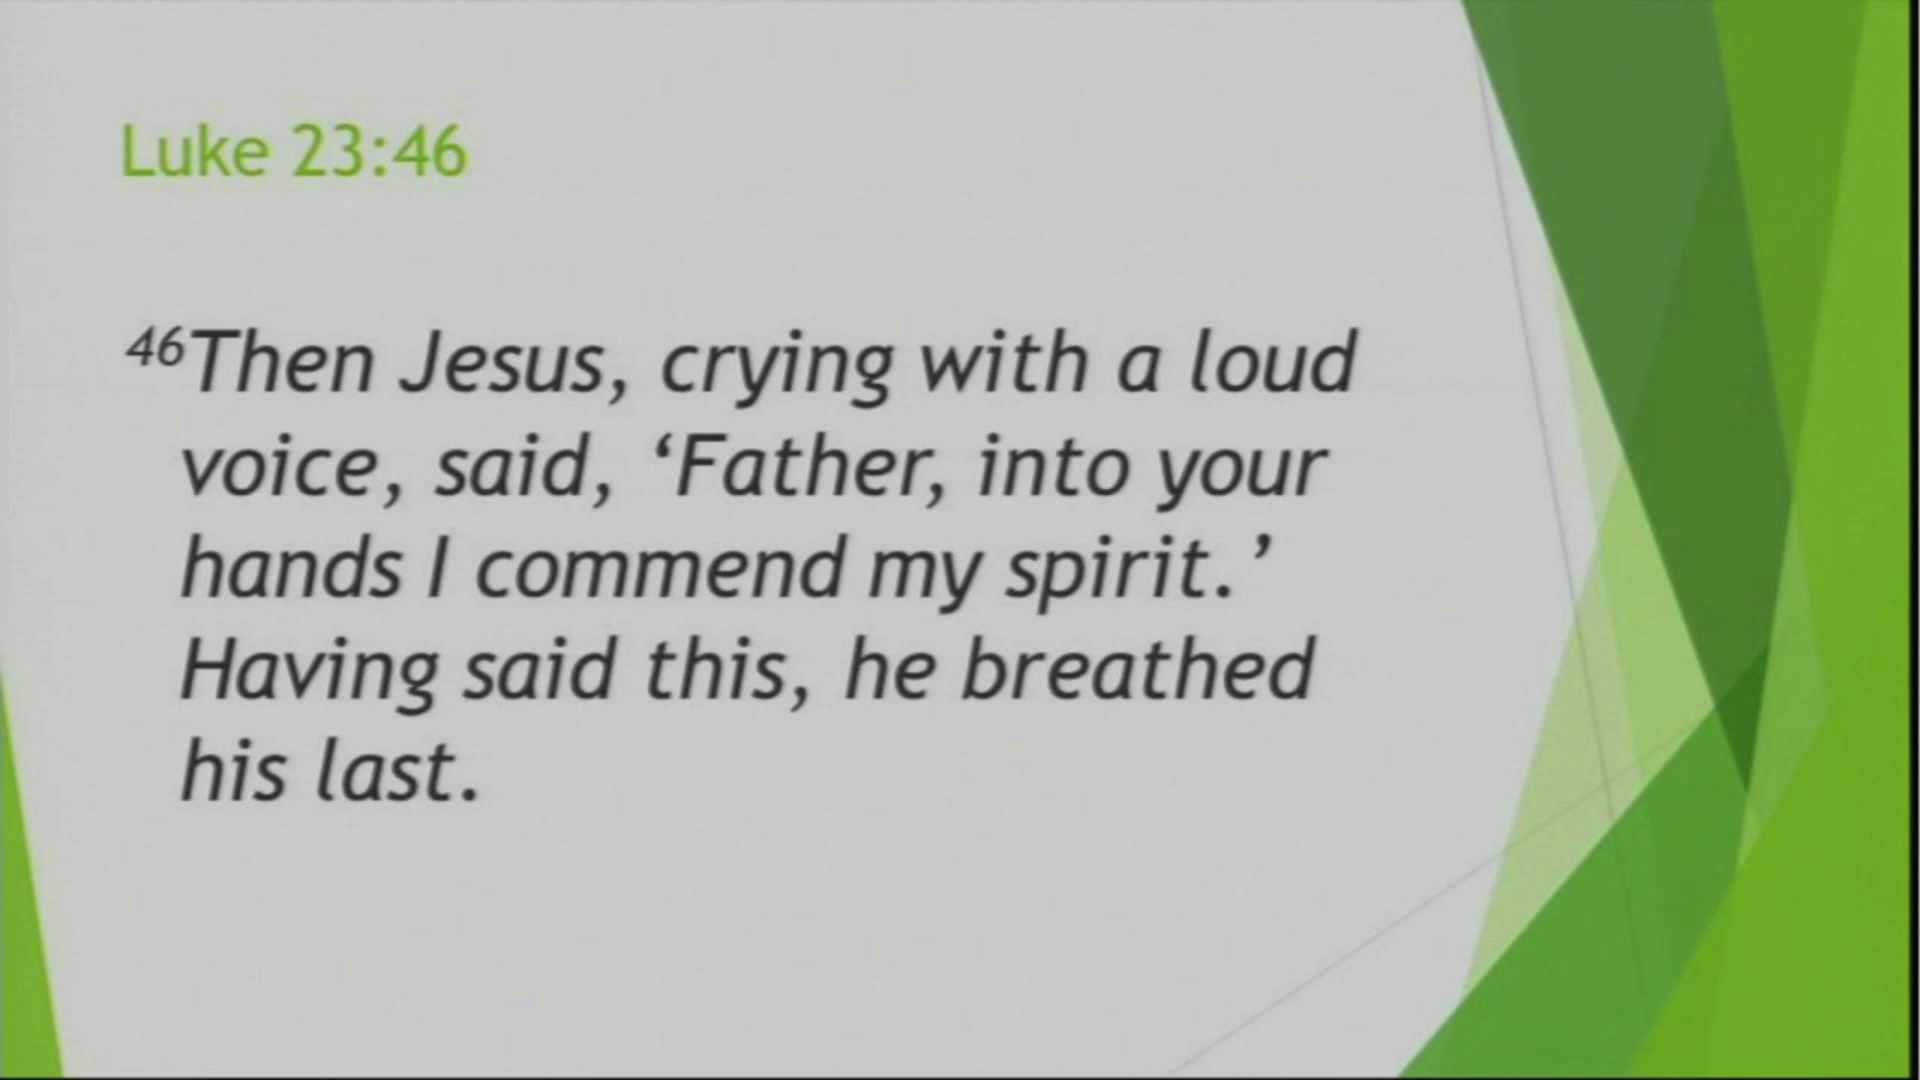 Luke 23:46
46Then Jesus, crying with a loud
voice, said, ‘Father, into your
hands I commend my spirit.’
Having said this, he breathed
his last.